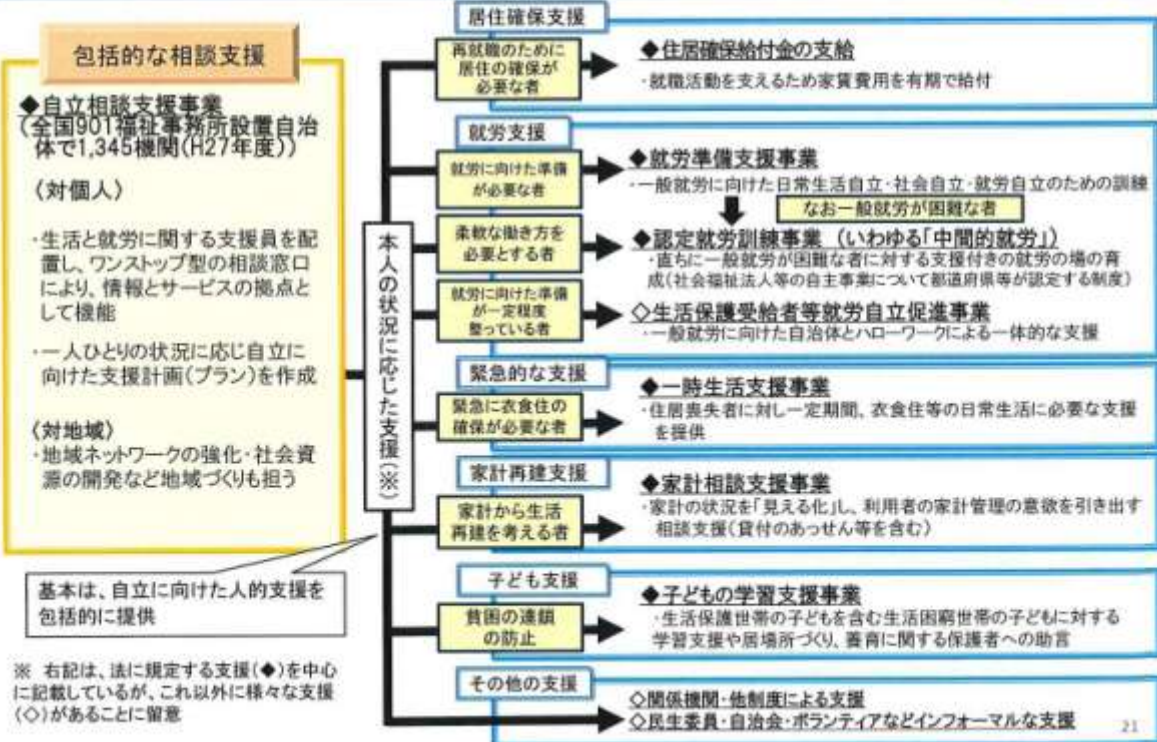 包括的な相談支援
◆自立相談支援事業
(全国901福祉事務所設置自治
体で1,345機関(H27年度))
〈対個人〉
・生活と就労に関する支援員を配
置し、ワンストップ型の相談窓口
により、情報とサービスの拠点と
して機能
・一人ひとりの状況に応じ自立に
向けた支援計画(プラン)を作成
〈対地域〉
・地域ネットワークの強化・社会資
源の開発など地域づくりも担う
基本は、自立に向けた人的支援を
包括的に提供
※ 右記は、法に規定する支援(◆)を中心
に記載しているが、これ以外に様々な支援
(◇)があることに留意
本人の状況に応じた支援(※)
居住確保支援
再就職のために
居住の確保が
必要な者
◆住居確保給付金の支給
・就職活動を支えるため家賃費用を有期で給付
就労支援
就労に向けた準備
が必要な者
◆就労準備支援事業
・一般就労に向けた日常生活自立・社会自立・就労自立のための訓練
なお一般就労が困難な者
柔軟な働き方を
必要とする者
◆認定就労訓練事業 (いわゆる「中間的就労」)
・直ちに一般就労が困難な者に対する支援付きの就労の場の育
成(社会福祉法人等の自主事業について都道府県等が認定する制度)
就労に向けた準備
が一定程度
整っている者
◇生活保護受給者等就労自立促進事業
・一般就労に向けた自治体とハローワークによる一体的な支援
緊急的な支援
緊急に衣食住の
確保が必要な者
◆一時生活支援事業
・住居喪失者に対し一定期間、衣食住等の日常生活に必要な支援
を提供
家計再建支援
家計から生活
再建を考える者
◆家計相談支援事業
・家計の状況を「見える化」し、利用者の家計管理の意欲を引き出す
相談支援(貸付のあっせん等を含む)
子ども支援
貧困の連鎖
の防止
◆子どもの学習支援事業
・生活保護世帯の子どもを含む生活困窮世帯の子どもに対する
学習支援や居場所づくり、養育に関する保護者への助言
その他の支援
◇関係機関・他制度による支援
◇民生委員・自治会・ボランティアなどインフォーマルな支援
21